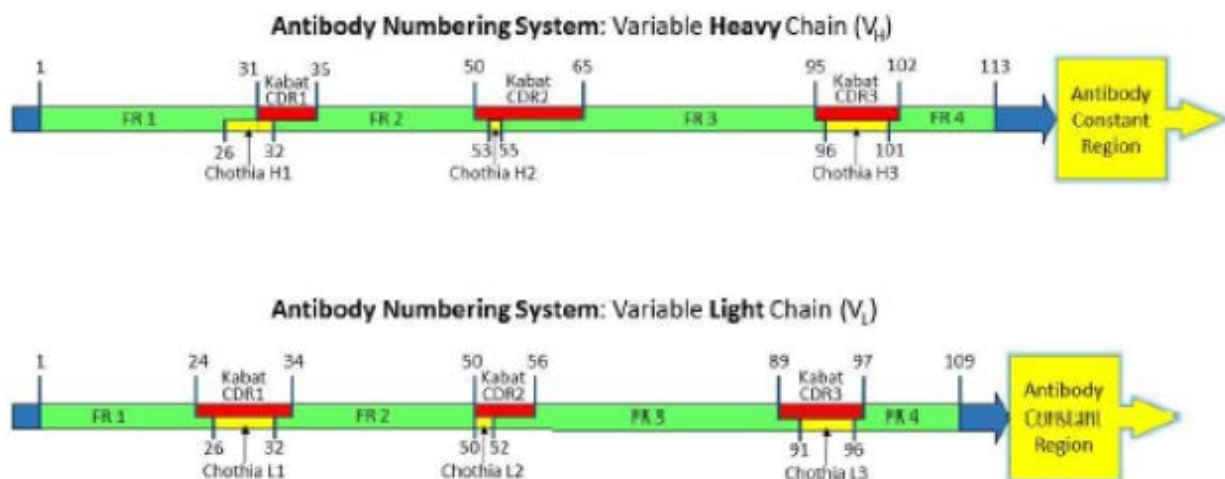 Antibody Numbering System: Variable Heavy Chain (VH)
1 31 35 50 65 95 102 113
Kabat CDR1 Kabat CDR2 Kabat CDR3
FR 1 FR 2 FR 3 FR 4
26 32 53 55 96 101
Chothia H1 Chothia H2 Chothia H3
Antibody
Constant
Region
Antibody Numbering System: Variable Light Chain (VL)
1 24 34 50 56 89 97 109
Kabat CDR1 Kabat CDR2 Kabat CDR3
FR 1 FR 2 FR 3 FR 4
26 32 50 52 91 96
Chothia L1 Chothia L2 Chothia L3
Antibody
Constant
Region